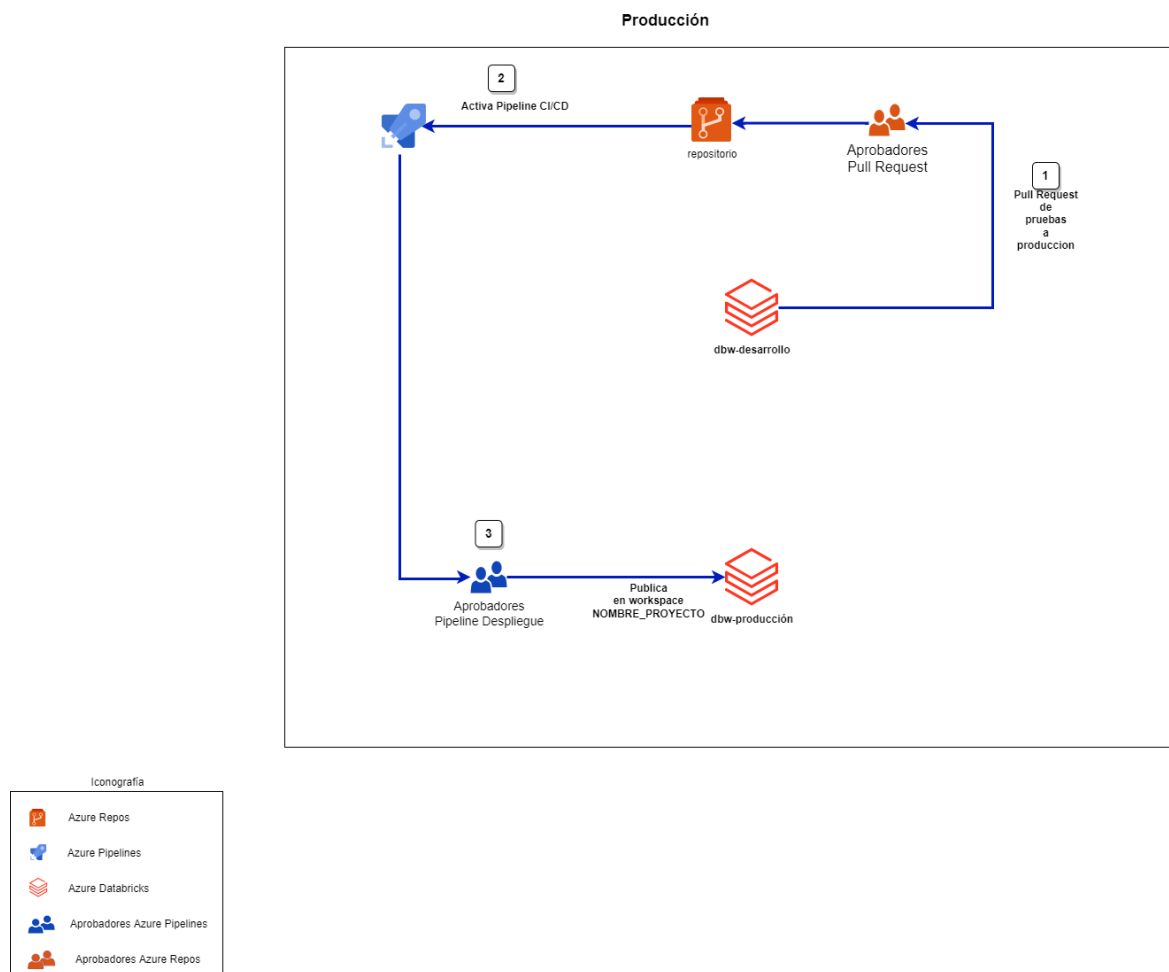 Producción
2
Activa Pipeline CI/CD
repositorio
Aprobadores
Pull Request
1
Pull Request
de
pruebas
a
produccion
dbw-desarrollo
3
Aprobadores
Pipeline Despliegue
Publica
en workspace
NOMBRE_PROYECTO
dbw-producción
Iconografía
Azure Repos
Azure Pipelines
Azure Databricks
Aprobadores Azure Pipelines
Aprobadores Azure Repos